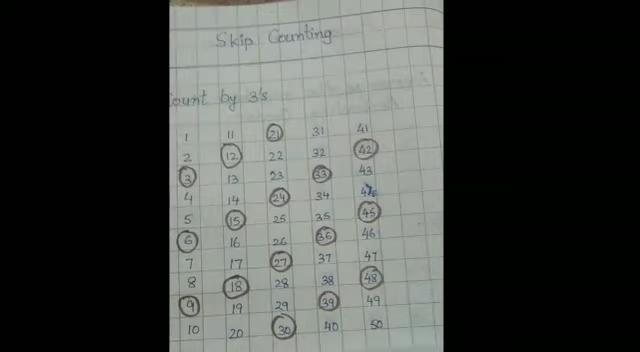 Skip Counting
Count by 3's
1 11 21 31 41
2 12 22 32 42
3 13 23 33 43
4 14 24 34 44
5 15 25 35 45
6 16 26 36 46
7 17 27 37 47
8 18 28 38 48
9 19 29 39 49
10 20 30 40 50